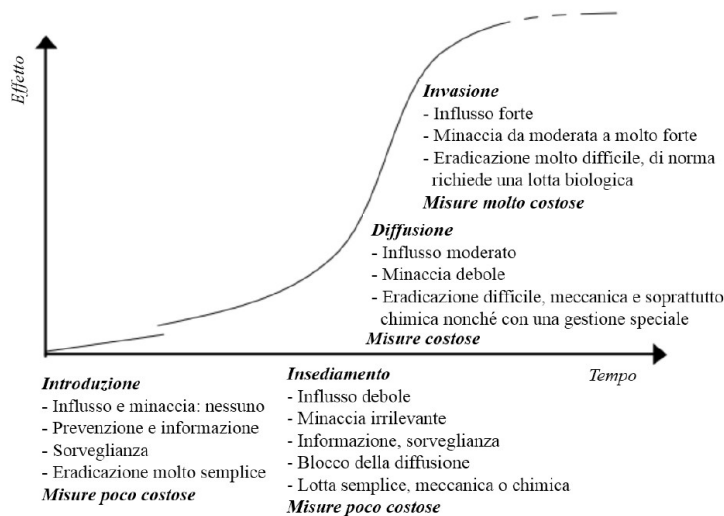 Effetto
Invasione
- Influsso forte
- Minaccia da moderata a molto forte
- Eradicazione molto difficile, di norma
richiede una lotta biologica
Misure molto costose
Diffusione
- Influsso moderato
- Minaccia debole
- Eradicazione difficile, meccanica e soprattutto
chimica nonché con una gestione speciale
Misure costose
Tempo
Introduzione
- Influsso e minaccia: nessuno
- Prevenzione e informazione
- Sorveglianza
- Eradicazione molto semplice
Misure poco costose
Insediamento
- Influsso debole
- Minaccia irrilevante
- Informazione, sorveglianza
- Blocco della diffusione
- Lotta semplice, meccanica o chimica
Misure poco costose